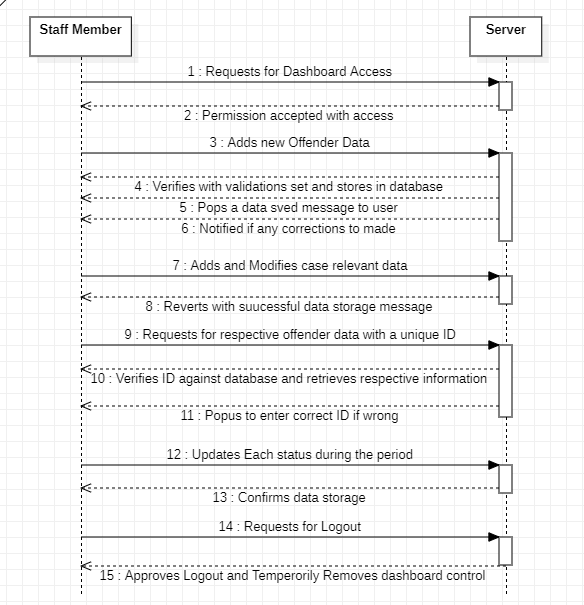 Staff Member
Server
1 : Requests for Dashboard Access
2 : Permission accepted with access
3 : Adds new Offender Data
4 : Verifies with validations set and stores in database
5 : Pops a data sved message to user
6 : Notified if any corrections to made
7 : Adds and Modifies case relevant data
8 : Reverts with suucessful data storage message
9 : Requests for respective offender data with a unique ID
10 : Verifies ID against database and retrieves respective information
11 : Popus to enter correct ID if wrong
12 : Updates Each status during the period
13 : Confirms data storage
14 : Requests for Logout
15 : Approves Logout and Temperorily Removes dashboard control